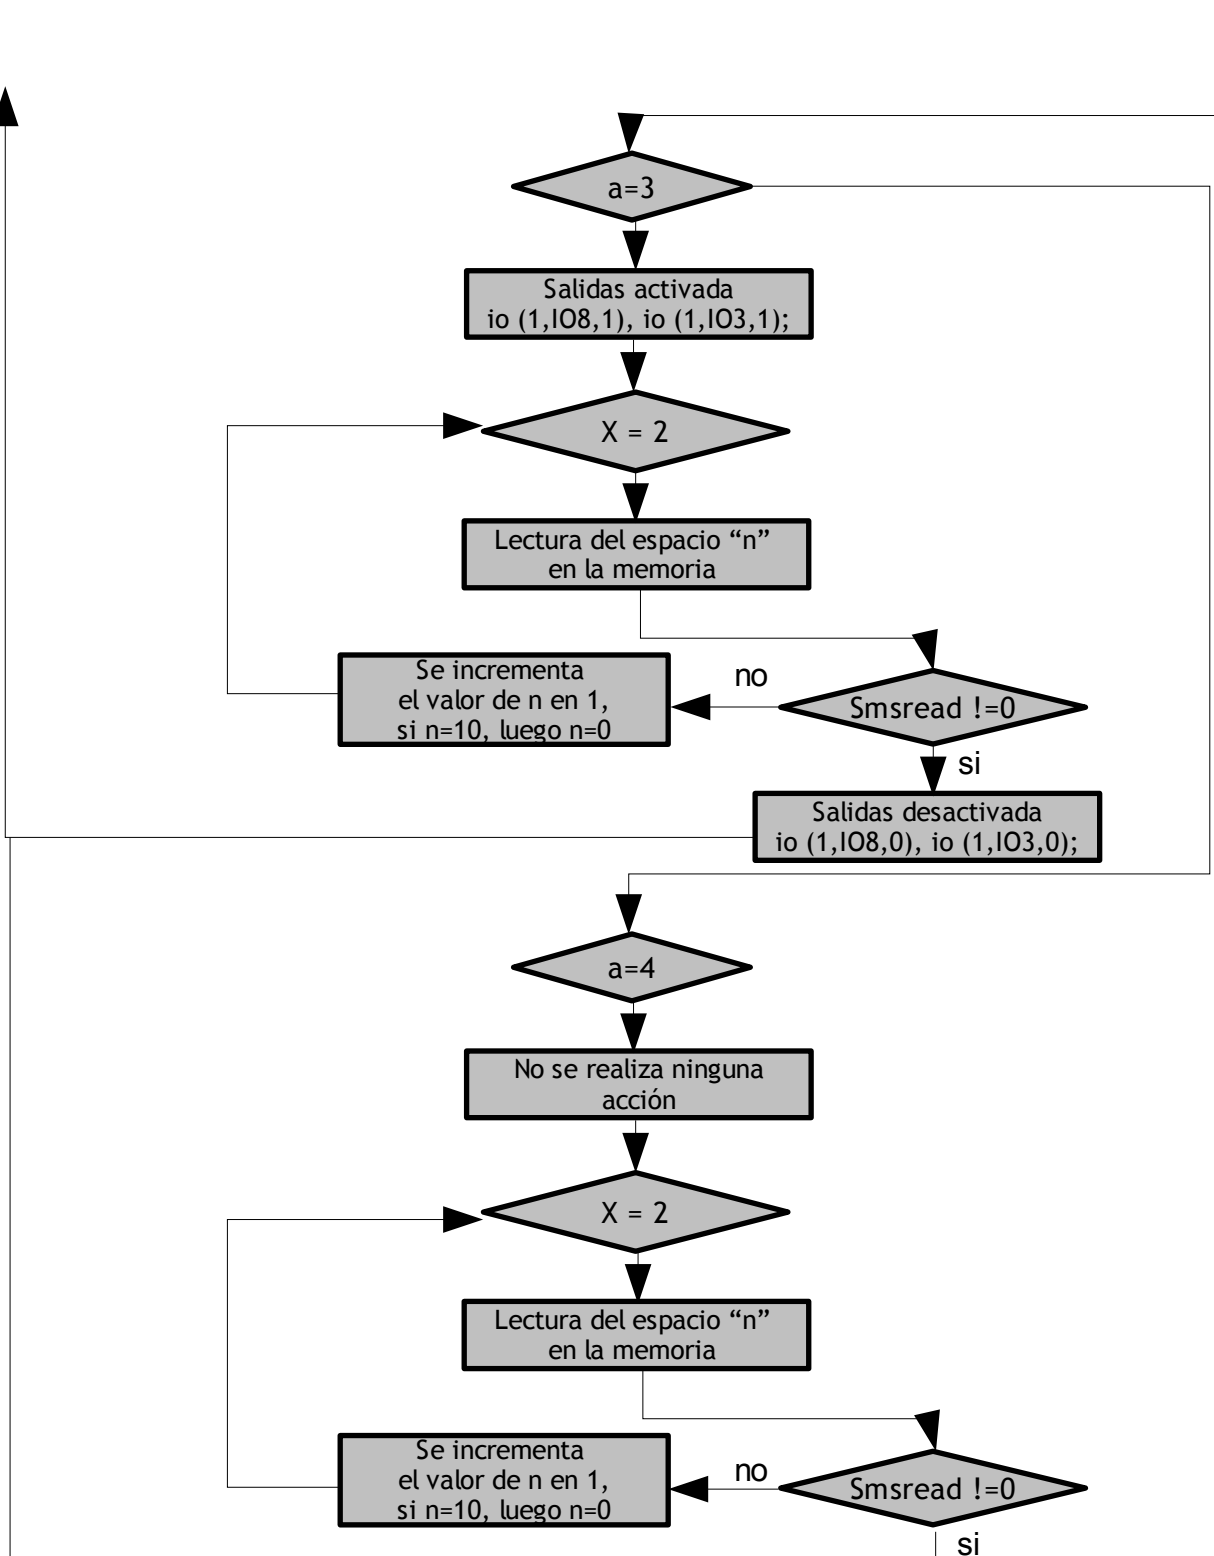 a=3
Salidas activada
io (1,IO8,1), io (1,IO3,1);
X = 2
Lectura del espacio “n”
en la memoria
Se incrementa
el valor de n en 1,
si n=10, luego n=0
no
Smsread !=0
si
Salidas desactivada
io (1,IO8,0), io (1,IO3,0);
a=4
No se realiza ninguna
acción
X = 2
Lectura del espacio “n”
en la memoria
Se incrementa
el valor de n en 1,
si n=10, luego n=0
no
Smsread !=0
si